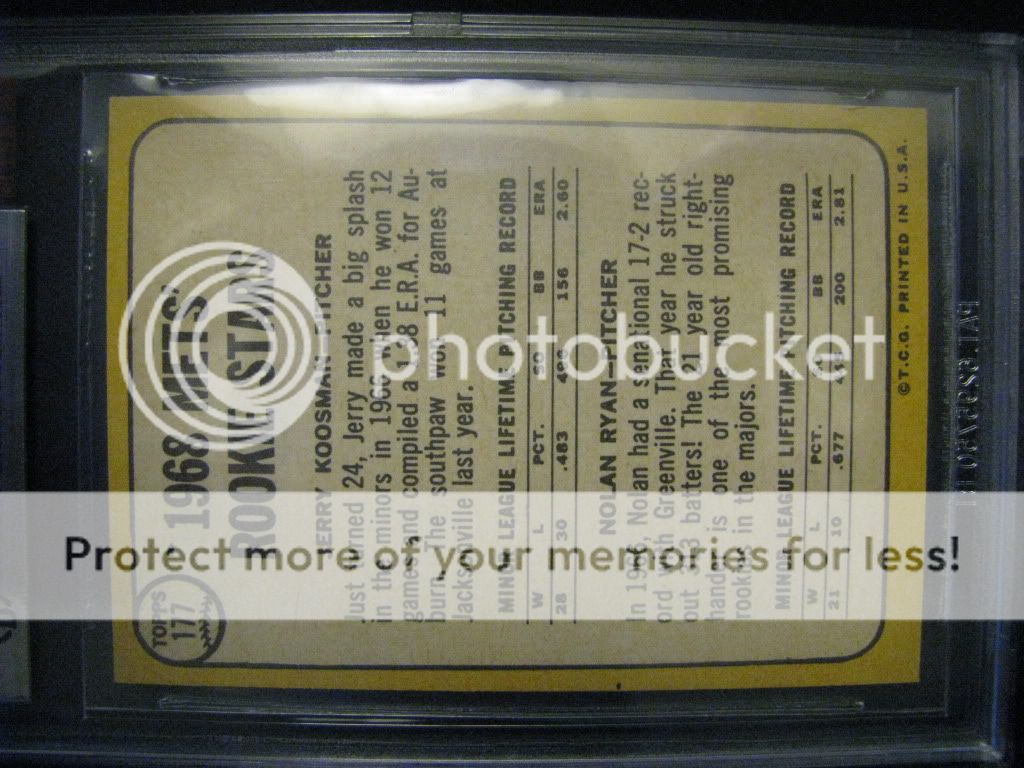 TOPPS
177
1968 METS'
ROOKIE STARS
JERRY KOOSMAN—PITCHER
Just turned 24, Jerry made a big splash
in the minors in 1966 when he won 12
games and compiled a 1.38 E.R.A. for Au-
burn. The southpaw won 11 games at
Jacksonville last year.
MINOR LEAGUE LIFETIME PITCHING RECORD
W L PCT. SO BB ERA
28 30 .483 156 2.60
NOLAN RYAN—PITCHER
In 1966, Nolan had a senational 17-2 rec-
ord with Greenville. That year he struck
out batters! The 21 year old right-
hander is one of the most promising
rookies in the majors.
MINOR LEAGUE LIFETIME PITCHING RECORD
W L PCT. BB ERA
21 10 .677 200 2.81
©T.C.G. PRINTED IN U.S.A.
photobucket
Protect more of your memories for less!